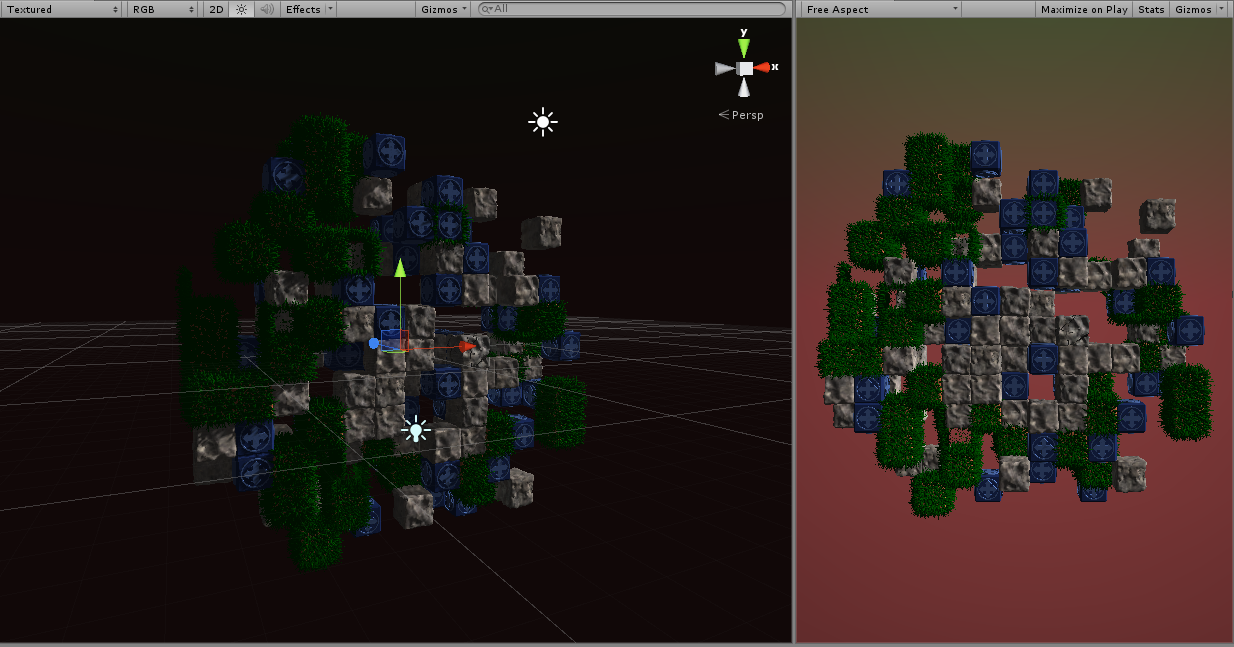 Textured RGB 2D Effects Gizmos All Free Aspect Maximize on Play Stats Gizmos
y
x
Persp